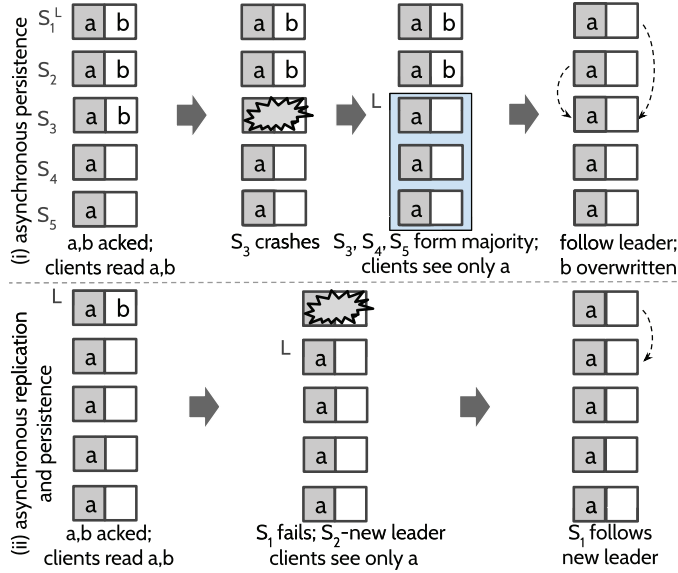 (i) asynchronous persistence
S₁ᴸ a b
S₂ a b
S₃ a b
S₄ a
S₅ a
a,b acked;
clients read a,b
a b
a b
a
a
S₃ crashes
a b
a b
L a
a
a
S₃, S₄, S₅ form majority;
clients see only a
a
a
a
a
a
follow leader;
b overwritten
(ii) asynchronous replication
and persistence
L a b
a
a
a
a
a,b acked;
clients read a,b
L a
a
a
a
S₁ fails; S₂-new leader
clients see only a
a
a
a
a
a
S₁ follows
new leader